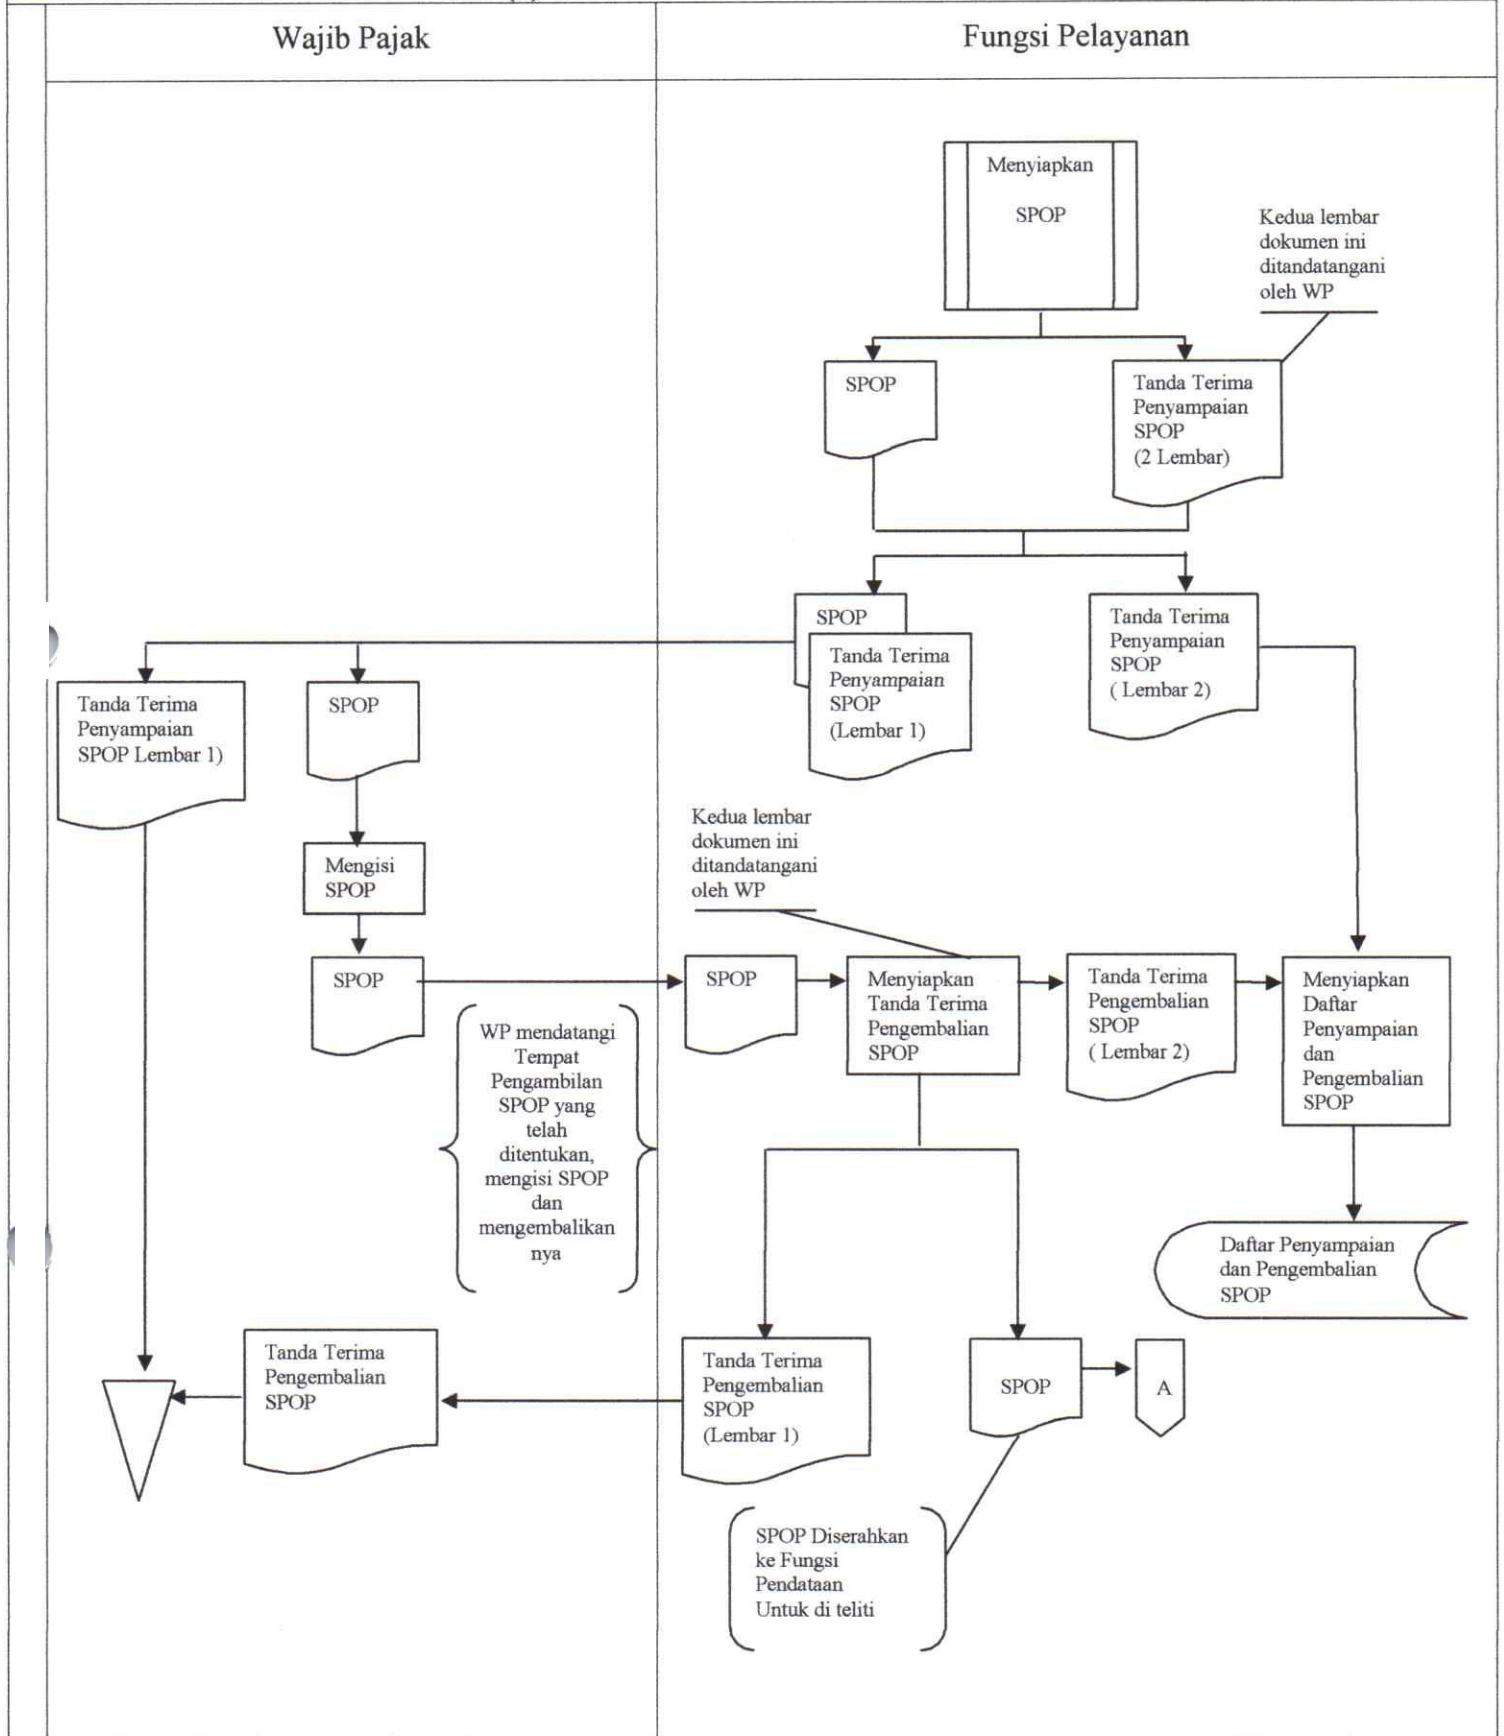 Wajib Pajak
Fungsi Pelayanan
Menyiapkan
SPOP
Kedua lembar
dokumen ini
ditandatangani
oleh WP
SPOP
Tanda Terima
Penyampaian
SPOP
(2 Lembar)
SPOP
Tanda Terima
Penyampaian
SPOP
(Lembar 1)
Tanda Terima
Penyampaian
SPOP
( Lembar 2)
Tanda Terima
Penyampaian
SPOP Lembar 1)
SPOP
Mengisi
SPOP
Kedua lembar
dokumen ini
ditandatangani
oleh WP
SPOP
SPOP
Menyiapkan
Tanda Terima
Pengembalian
SPOP
Tanda Terima
Pengembalian
SPOP
( Lembar 2)
Menyiapkan
Daftar
Penyampaian
dan
Pengembalian
SPOP
WP mendatangi
Tempat
Pengambilan
SPOP yang
telah
ditentukan,
mengisi SPOP
dan
mengembalikan
nya
Daftar Penyampaian
dan Pengembalian
SPOP
Tanda Terima
Pengembalian
SPOP
Tanda Terima
Pengembalian
SPOP
(Lembar 1)
SPOP
A
SPOP Diserahkan
ke Fungsi
Pendataan
Untuk di teliti